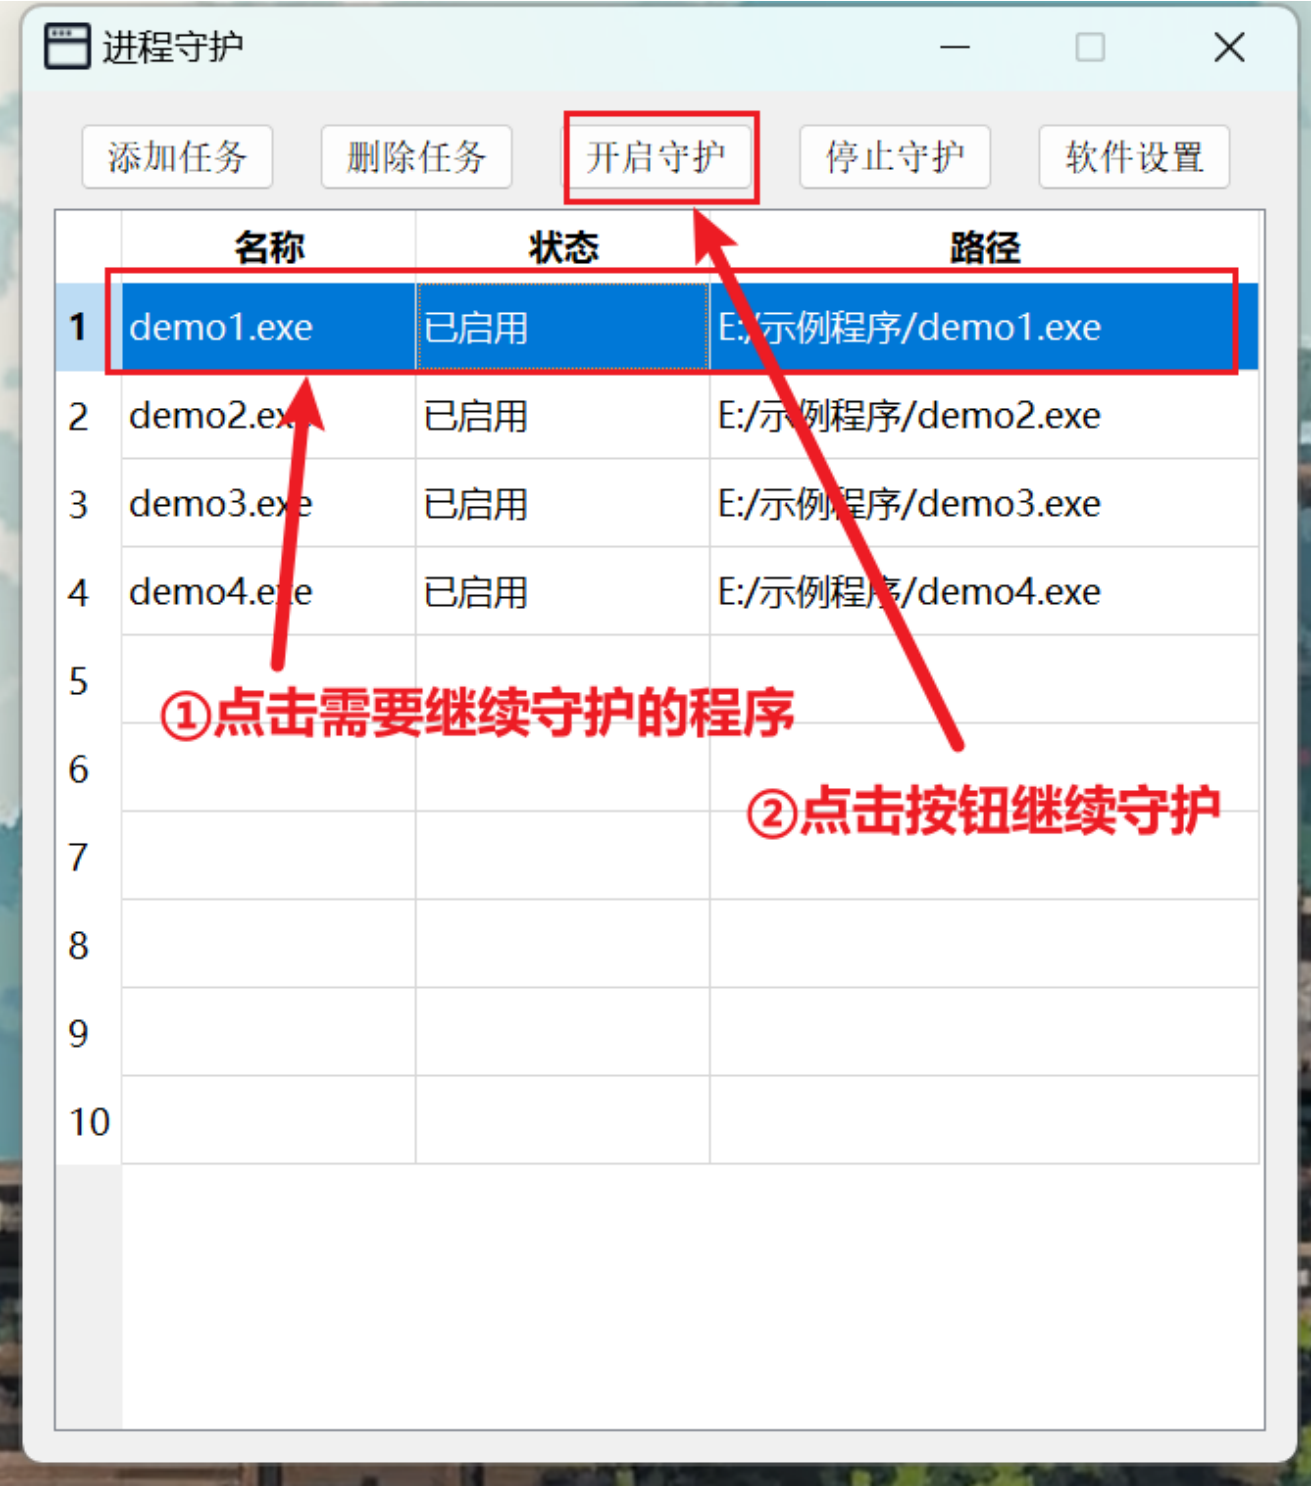 进程守护
添加任务 删除任务 开启守护 停止守护 软件设置
名称 状态 路径
1 demo1.exe 已启用 E:/示例程序/demo1.exe
2 demo2.exe 已启用 E:/示例程序/demo2.exe
3 demo3.exe 已启用 E:/示例程序/demo3.exe
4 demo4.exe 已启用 E:/示例程序/demo4.exe
5
①点击需要继续守护的程序
6
②点击按钮继续守护
7
8
9
10